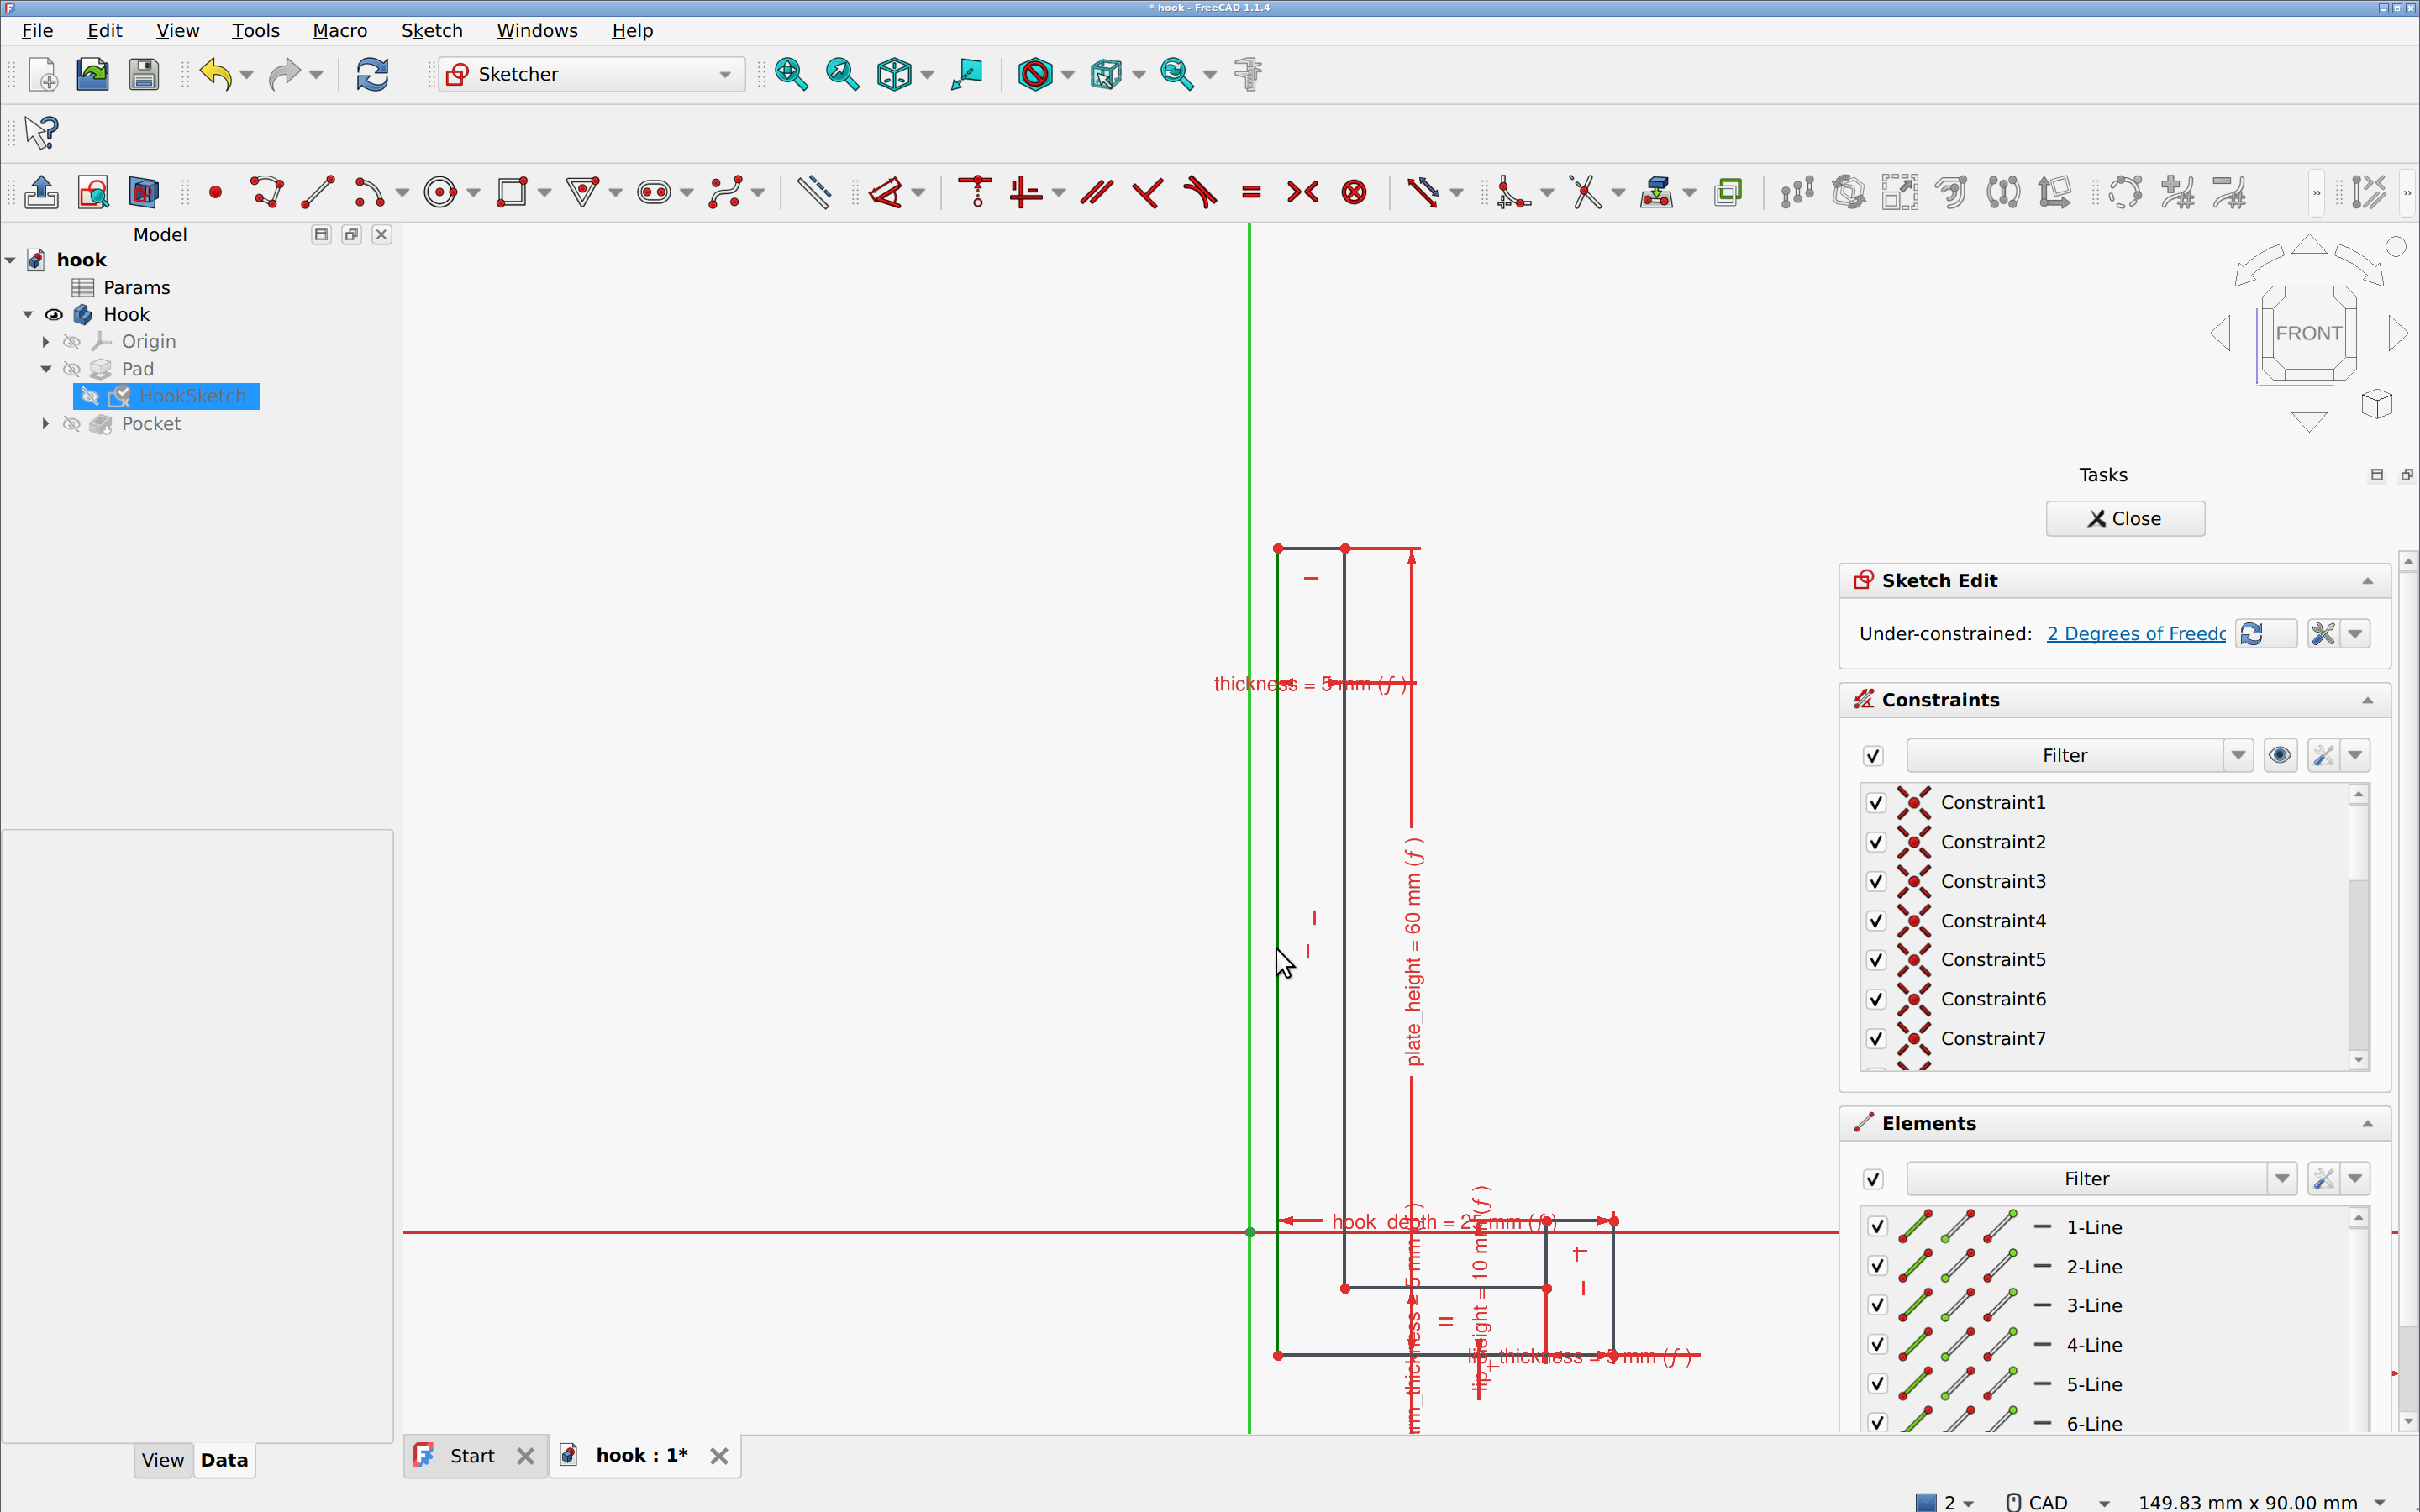 * hook - FreeCAD 1.1.4
File Edit View Tools Macro Sketch Windows Help
Sketcher
Model
hook
Params
Hook
Origin
Pad
HookSketch
Pocket
FRONT
Tasks
Close
Sketch Edit
Under-constrained: 2 Degrees of Freedo
Constraints
Filter
Constraint1
Constraint2
Constraint3
Constraint4
Constraint5
Constraint6
Constraint7
Elements
Filter
1-Line
2-Line
3-Line
4-Line
5-Line
6-Line
thickness = 5 mm (ƒ )
plate_height = 60 mm (ƒ )
lip_height = 10 mm (ƒ )
lip_thickness = 5 mm (ƒ )
View Data
Start
hook : 1*
2 CAD 149.83 mm x 90.00 mm